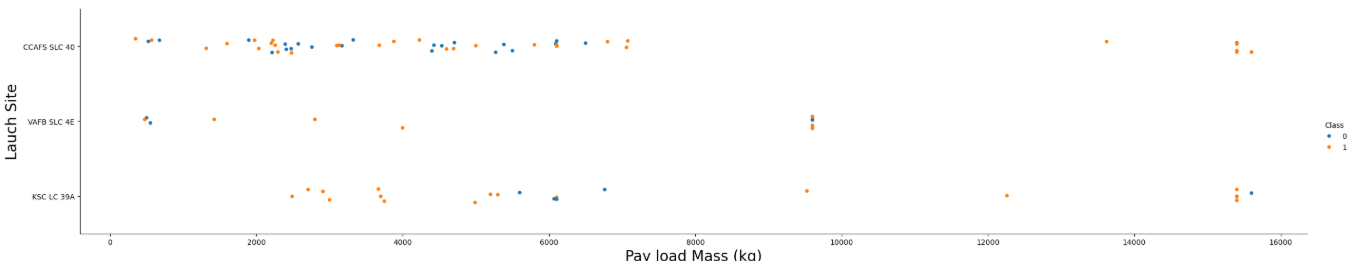 CCAFS SLC 40
VAFB SLC 4E
KSC LC 39A
Lauch Site
0 2000 4000 6000 8000 10000 12000 14000 16000
Pay load Mass (kg)
Class
0
1